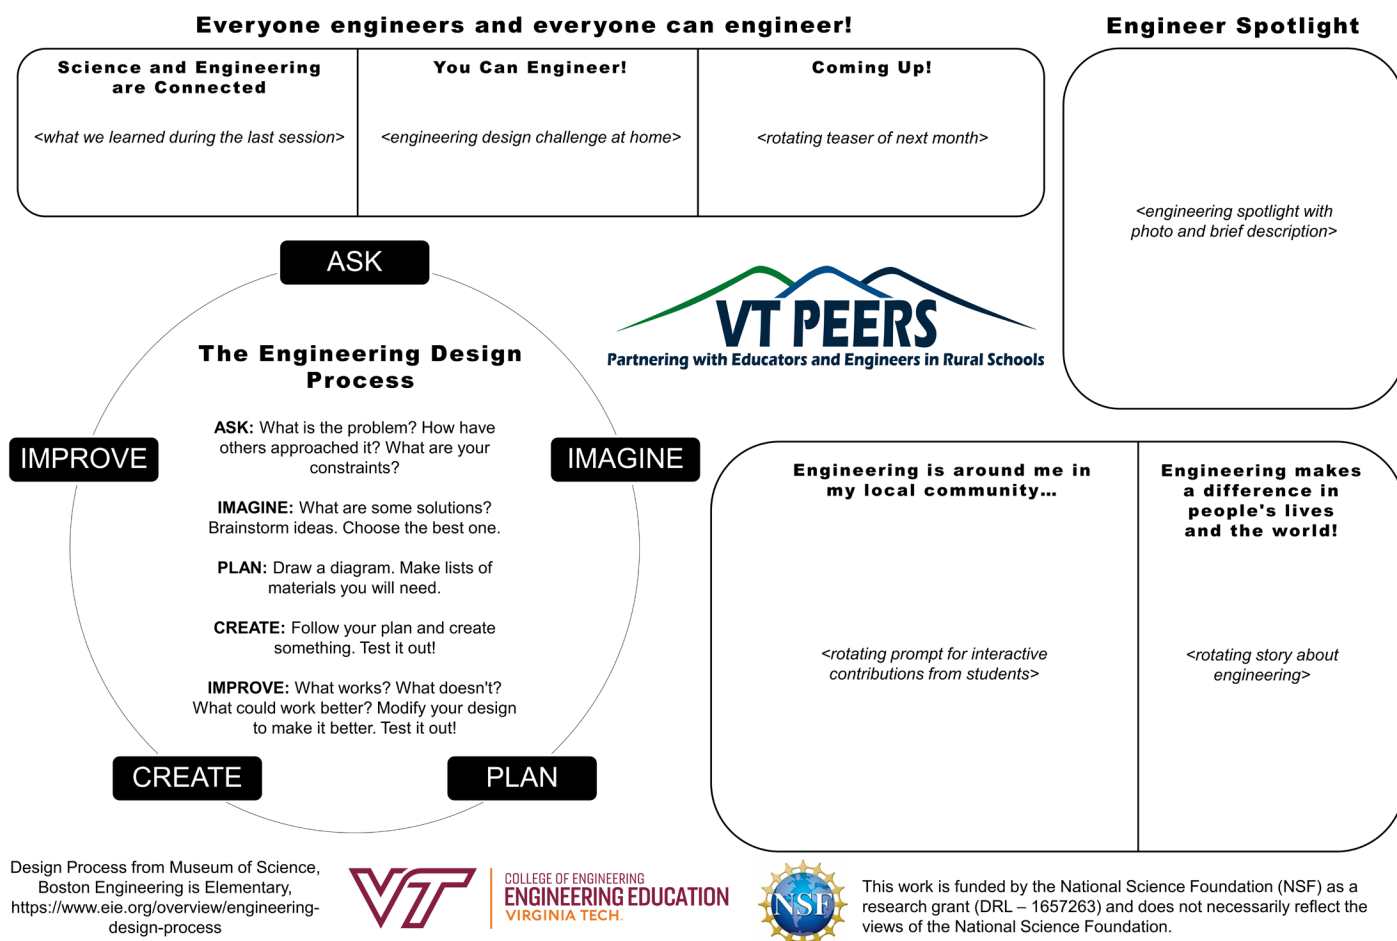 Everyone engineers and everyone can engineer!
Engineer Spotlight
Science and Engineering
are Connected
<what we learned during the last session>
You Can Engineer!
<engineering design challenge at home>
Coming Up!
<rotating teaser of next month>
<engineering spotlight with
photo and brief description>
ASK
IMAGINE
PLAN
CREATE
IMPROVE
The Engineering Design
Process
ASK: What is the problem? How have
others approached it? What are your
constraints?
IMAGINE: What are some solutions?
Brainstorm ideas. Choose the best one.
PLAN: Draw a diagram. Make lists of
materials you will need.
CREATE: Follow your plan and create
something. Test it out!
IMPROVE: What works? What doesn't?
What could work better? Modify your design
to make it better. Test it out!
VT PEERS
Partnering with Educators and Engineers in Rural Schools
Engineering is around me in
my local community...
<rotating prompt for interactive
contributions from students>
Engineering makes
a difference in
people's lives
and the world!
<rotating story about
engineering>
Design Process from Museum of Science,
Boston Engineering is Elementary,
https://www.eie.org/overview/engineering-
design-process
VT
COLLEGE OF ENGINEERING
ENGINEERING EDUCATION
VIRGINIA TECH.
NSF
This work is funded by the National Science Foundation (NSF) as a
research grant (DRL – 1657263) and does not necessarily reflect the
views of the National Science Foundation.